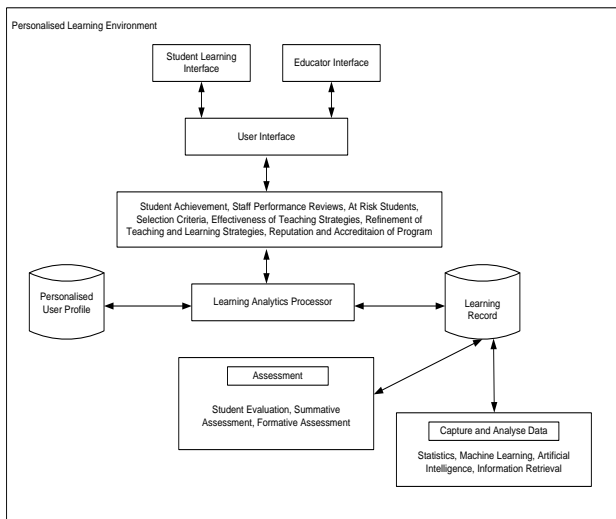 Personalised Learning Environment
Student Learning
Interface
Educator Interface
User Interface
Student Achievement, Staff Performance Reviews, At Risk Students,
Selection Criteria, Effectiveness of Teaching Strategies, Refinement of
Teaching and Learning Strategies, Reputation and Accreditaion of Program
Personalised
User Profile
Learning Analytics Processor
Learning
Record
Assessment
Student Evaluation, Summative
Assessment, Formative Assessment
Capture and Analyse Data
Statistics, Machine Learning, Artificial
Intelligence, Information Retrieval